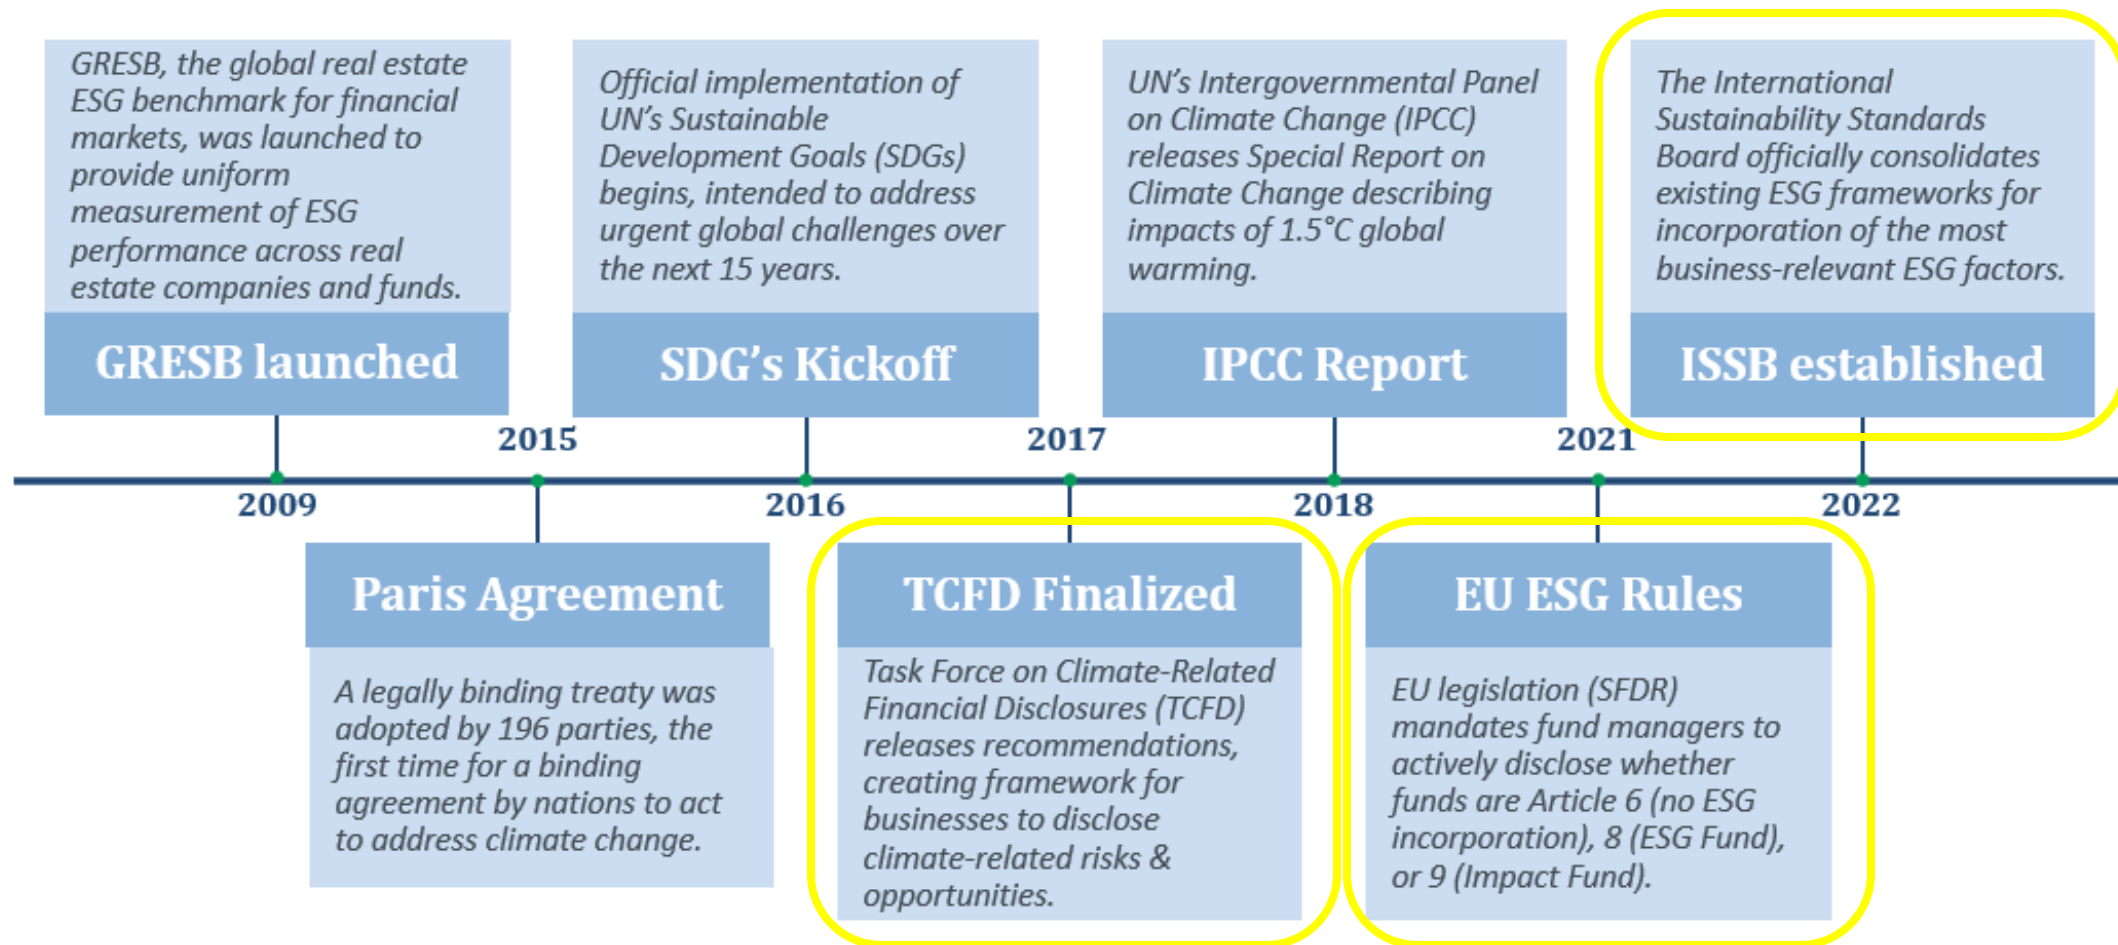 GRESB, the global real estate
ESG benchmark for financial
markets, was launched to
provide uniform
measurement of ESG
performance across real
estate companies and funds.
GRESB launched
Official implementation of
UN’s Sustainable
Development Goals (SDGs)
begins, intended to address
urgent global challenges over
the next 15 years.
SDG’s Kickoff
UN’s Intergovernmental Panel
on Climate Change (IPCC)
releases Special Report on
Climate Change describing
impacts of 1.5°C global
warming.
IPCC Report
The International
Sustainability Standards
Board officially consolidates
existing ESG frameworks for
incorporation of the most
business-relevant ESG factors.
ISSB established
2015
2017
2021
2009
2016
2018
2022
Paris Agreement
A legally binding treaty was
adopted by 196 parties, the
first time for a binding
agreement by nations to act
to address climate change.
TCFD Finalized
Task Force on Climate-Related
Financial Disclosures (TCFD)
releases recommendations,
creating framework for
businesses to disclose
climate-related risks &
opportunities.
EU ESG Rules
EU legislation (SFDR)
mandates fund managers to
actively disclose whether
funds are Article 6 (no ESG
incorporation), 8 (ESG Fund),
or 9 (Impact Fund).